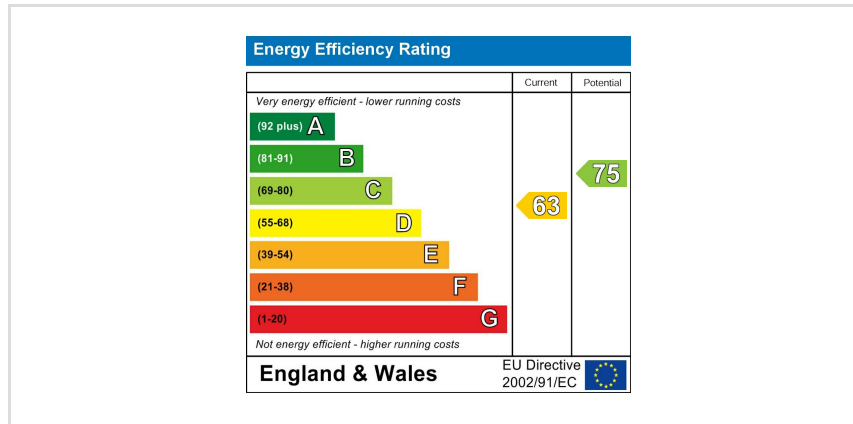 Energy Efficiency Rating
Current Potential
Very energy efficient - lower running costs
(92 plus) A
(81-91) B
75
(69-80) C
63
(55-68) D
(39-54) E
(21-38) F
(1-20) G
Not energy efficient - higher running costs
England & Wales
EU Directive
2002/91/EC